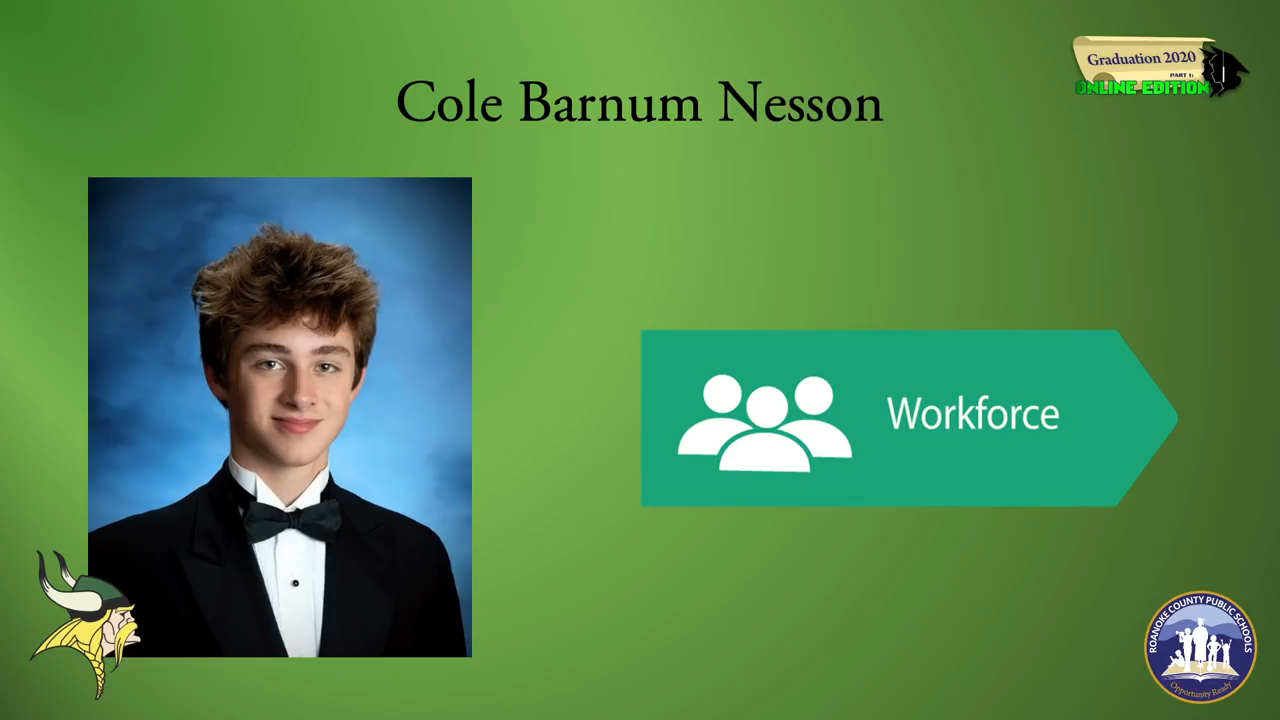 Graduation 2020
PART 1:
ONLINE EDITION
Cole Barnum Nesson
Workforce
ROANOKE COUNTY PUBLIC SCHOOLS
Opportunity Ready